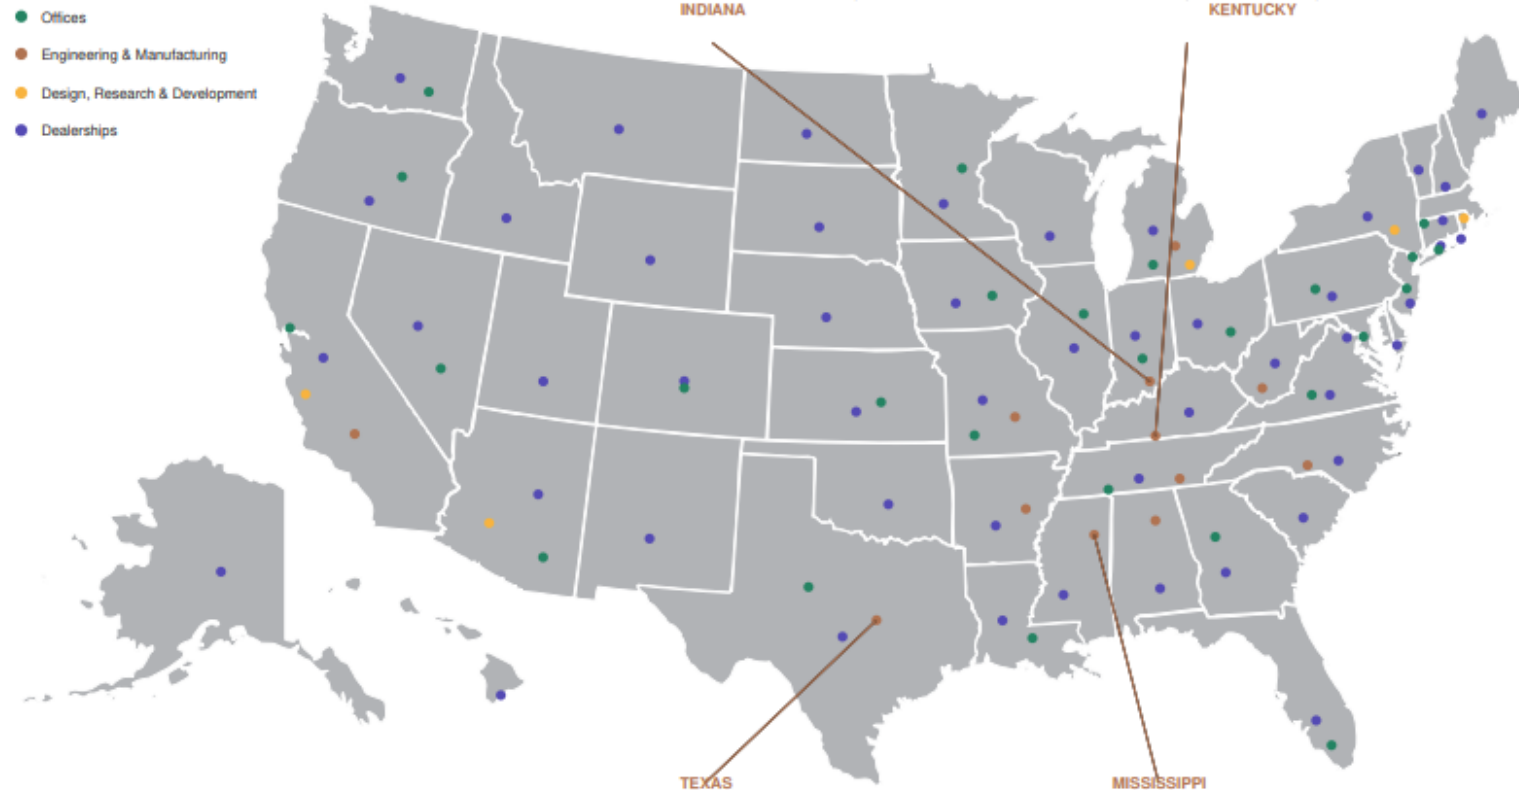 INDIANA
KENTUCKY
Offices
Engineering & Manufacturing
Design, Research & Development
Dealerships
TEXAS
MISSISSIPPI